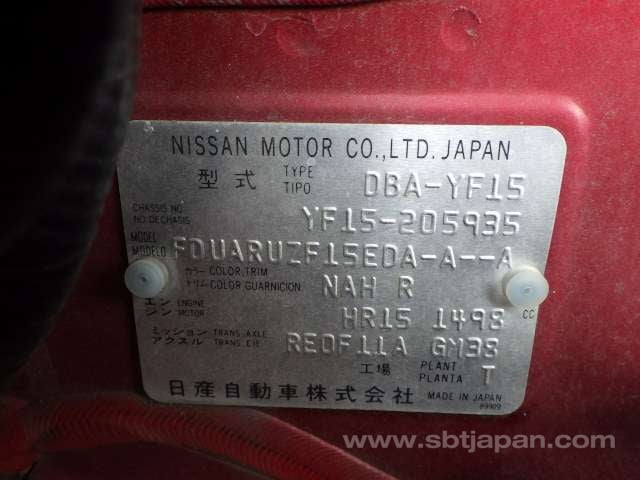 NISSAN MOTOR CO.,LTD. JAPAN
型式 TYPE TIPO DBA-YF15
CHASSIS NO. NO.DECHASIS YF15-205935
MODEL MODELO FDUARUZF15EDA-A--A
カラー トリム COLOR,TRIM COLOR GUARNICION NAH R
エンジン ENGINE MOTOR HR15 1498 CC
ミッション アクスル TRANS. AXLE TRANS. EJE RE0F11A GM38
工場 PLANT PLANTA T
日産自動車株式会社 MADE IN JAPAN
www.sbtjapan.com